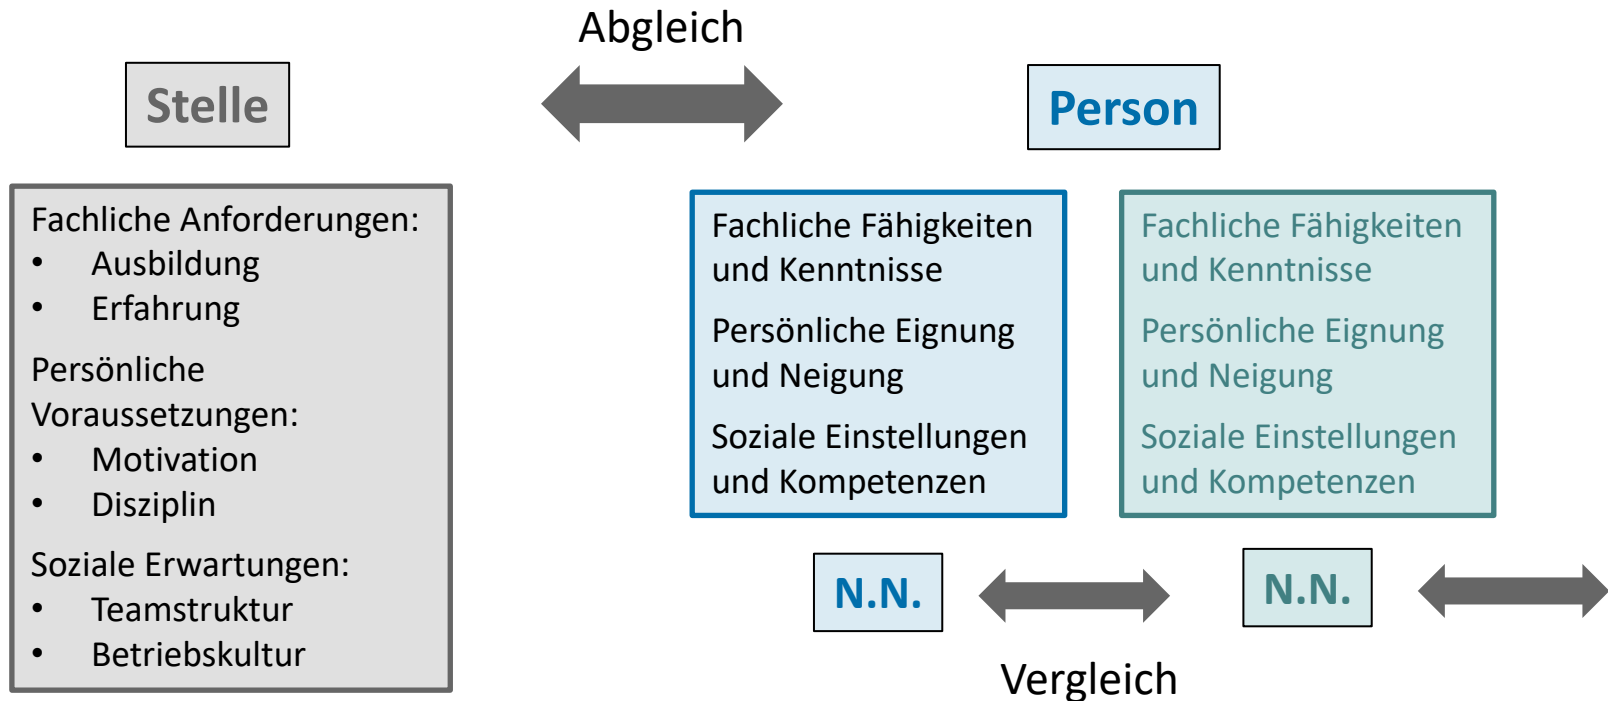 Abgleich
Stelle
Person
Fachliche Anforderungen:
• Ausbildung
• Erfahrung
Persönliche
Voraussetzungen:
• Motivation
• Disziplin
Soziale Erwartungen:
• Teamstruktur
• Betriebskultur
Fachliche Fähigkeiten
und Kenntnisse
Persönliche Eignung
und Neigung
Soziale Einstellungen
und Kompetenzen
Fachliche Fähigkeiten
und Kenntnisse
Persönliche Eignung
und Neigung
Soziale Einstellungen
und Kompetenzen
N.N.
N.N.
Vergleich